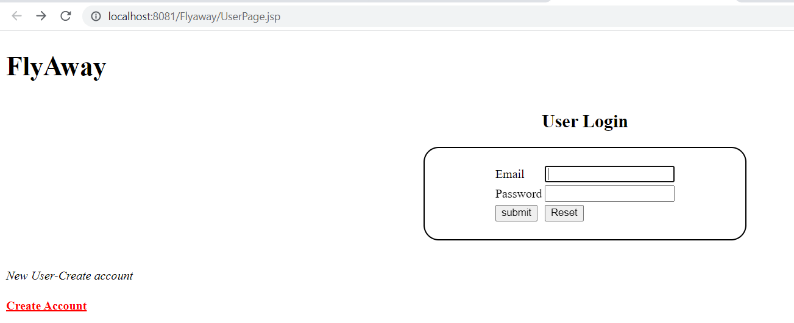 localhost:8081/Flyaway/UserPage.jsp
FlyAway
User Login
Email
Password
submit Reset
New User-Create account
Create Account